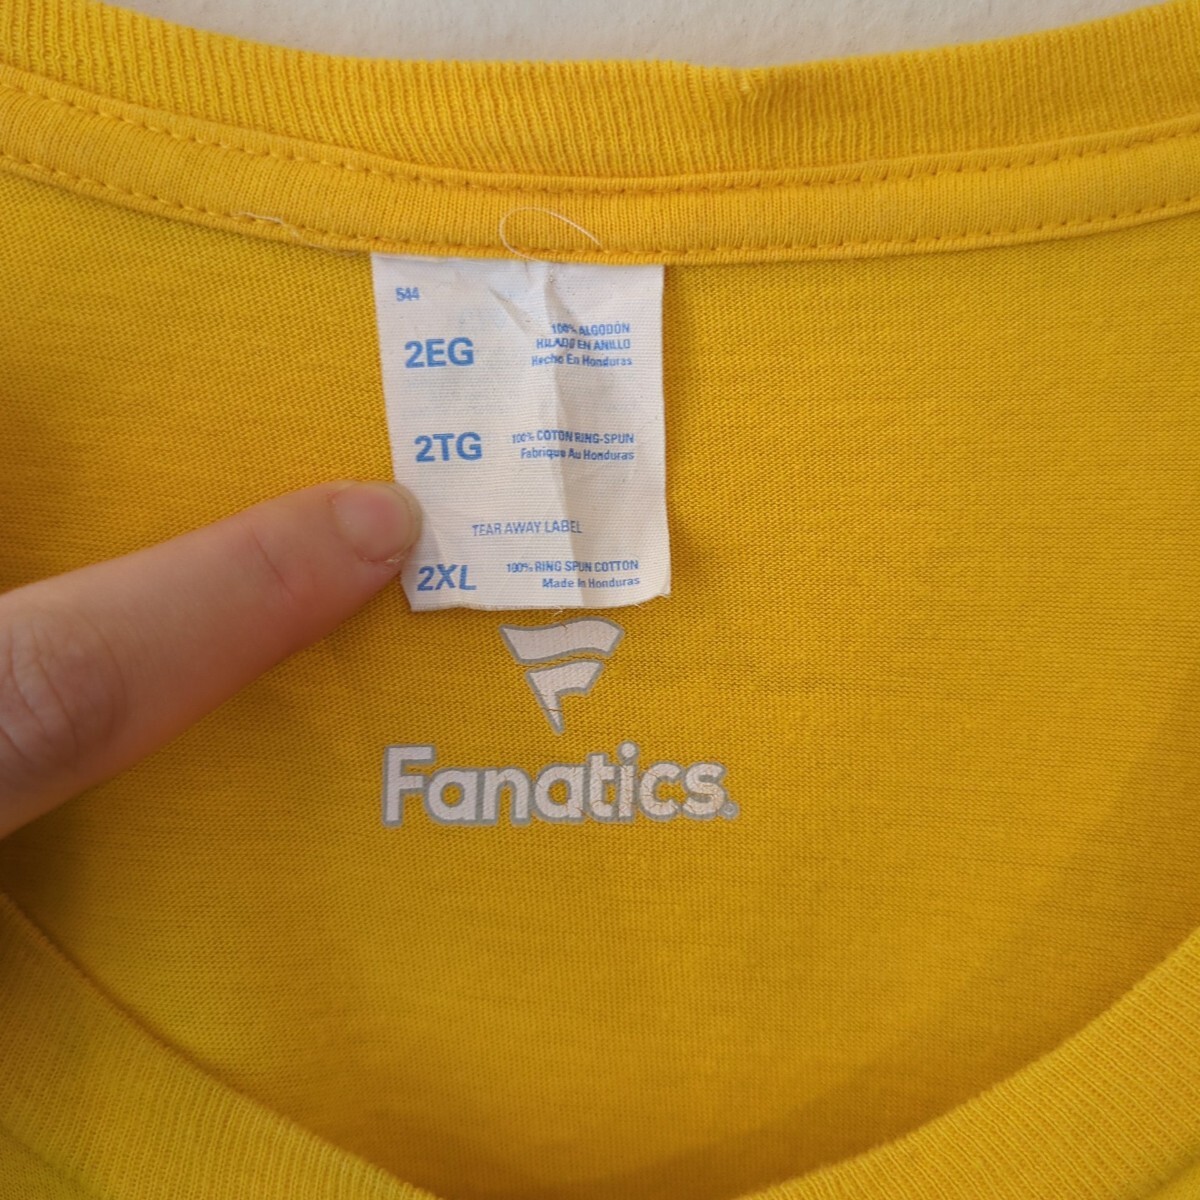 544
2EG
100% ALGODÓN
HILADO EN ANILLO
Hecho En Honduras
2TG
100% COTON RING-SPUN
Fabrique Au Honduras
TEAR AWAY LABEL
2XL
100% RING SPUN COTTON
Made In Honduras
Fanatics.